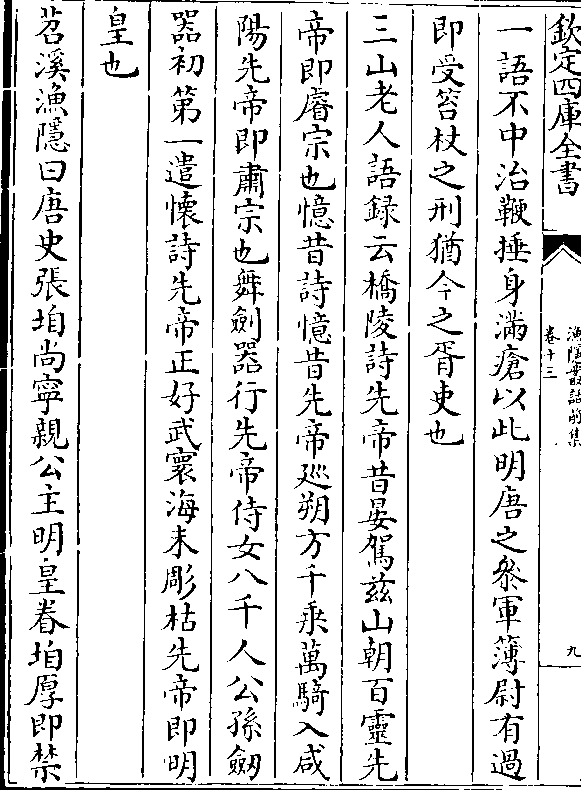 欽定四庫全書
漁隱叢話前集
卷十三
九
一語不中治鞭捶身滿瘡以此明唐之叅軍簿尉有過
即受笞杖之刑猶今之胥吏也
三山老人語録云橋陵詩先帝昔晏駕兹山朝百靈先
帝即睿宗也憶昔詩憶昔先帝廵朔方千乗萬騎入咸
陽先帝即肅宗也舞劍器行先帝侍女八千人公孫劒
器初第一遣懐詩先帝正好武寰海未彫枯先帝即明
皇也
苕溪漁隱曰唐史張垍尚寧親公主明皇眷垍厚即禁